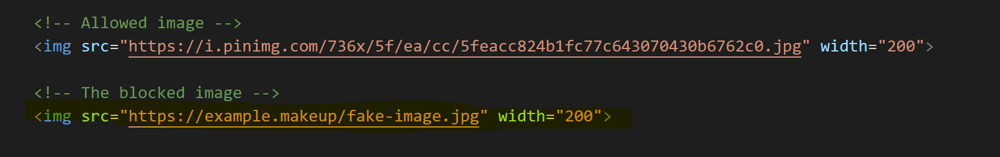 <!-- Allowed image -->
<img src="https://i.pinimg.com/736x/5f/ea/cc/5feacc824b1fc77c643070430b6762c0.jpg" width="200">
<!-- The blocked image -->
<img src="https://example.makeup/fake-image.jpg" width="200">